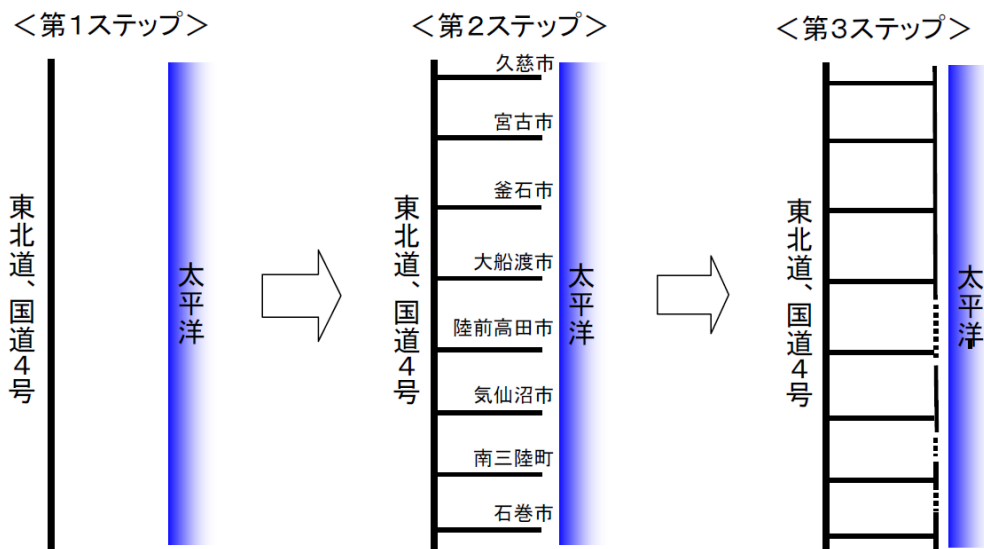 <第1ステップ>
東北道、国道4号
太平洋
<第2ステップ>
久慈市
宮古市
釜石市
大船渡市
陸前高田市
気仙沼市
南三陸町
石巻市
東北道、国道4号
太平洋
<第3ステップ>
東北道、国道4号
太平洋